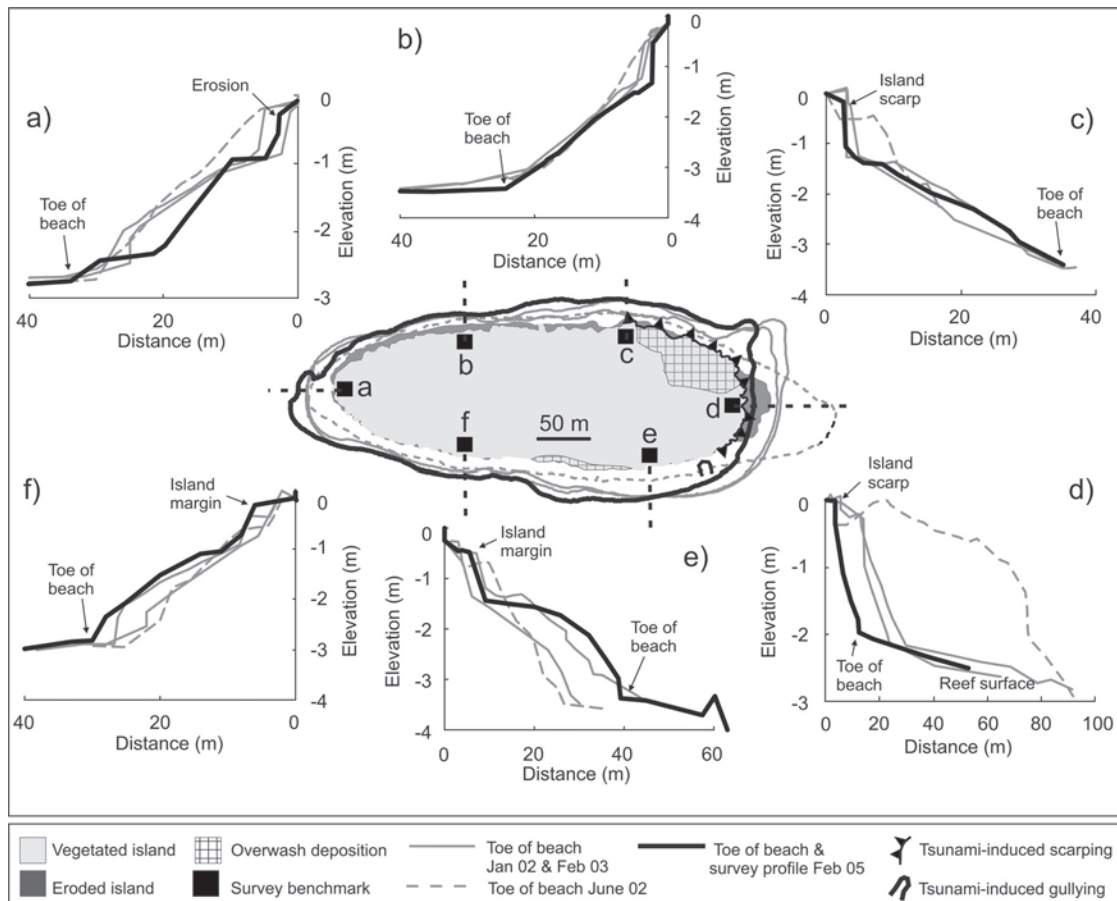 a)
Erosion
Toe of
beach
0
-1
-2
-3
Elevation (m)
40
20
0
Distance (m)
b)
Toe of
beach
0
-1
-2
-3
-4
Elevation (m)
40
20
0
Distance (m)
c)
Island
scarp
Toe of
beach
0
-1
-2
-3
-4
Elevation (m)
0
20
40
Distance (m)
a
b
c
d
e
f
50 m
f)
Island
margin
Toe of
beach
0
-1
-2
-3
-4
Elevation (m)
40
20
0
Distance (m)
e)
Island
margin
Toe of
beach
0
-1
-2
-3
-4
Elevation (m)
0
20
40
60
Distance (m)
d)
Island
scarp
Toe of
beach
Reef surface
0
-1
-2
-3
Elevation (m)
0
20
40
60
80
100
Distance (m)
Vegetated island
Eroded island
Overwash deposition
Survey benchmark
Toe of beach
Jan 02 & Feb 03
Toe of beach June 02
Toe of beach &
survey profile Feb 05
Tsunami-induced scarping
Tsunami-induced gullying